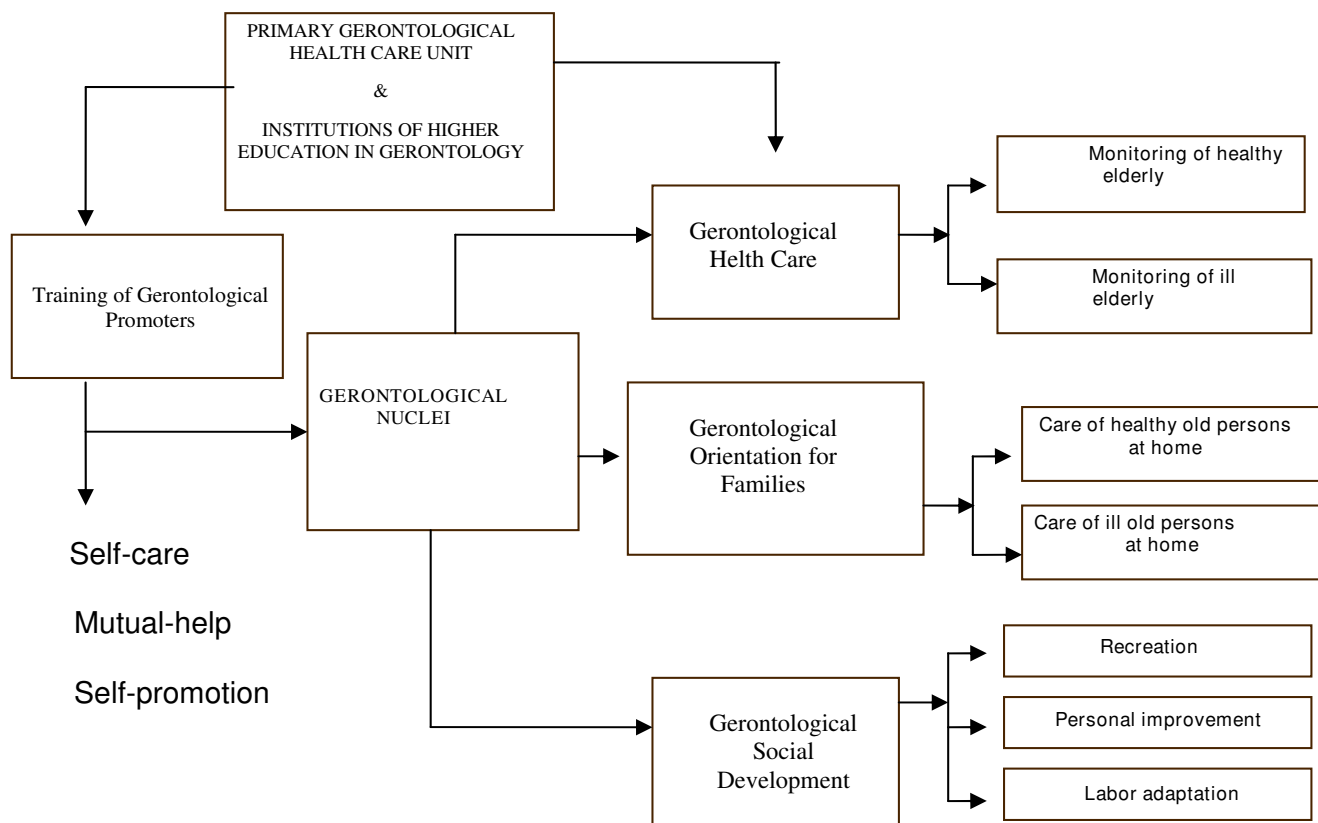 PRIMARY GERONTOLOGICAL
HEALTH CARE UNIT
&
INSTITUTIONS OF HIGHER
EDUCATION IN GERONTOLOGY
Training of Gerontological
Promoters
Self-care
Mutual-help
Self-promotion
GERONTOLOGICAL
NUCLEI
Gerontological
Helth Care
Monitoring of healthy
elderly
Monitoring of ill
elderly
Gerontological
Orientation for
Families
Care of healthy old persons
at home
Care of ill old persons
at home
Gerontological
Social
Development
Recreation
Personal improvement
Labor adaptation